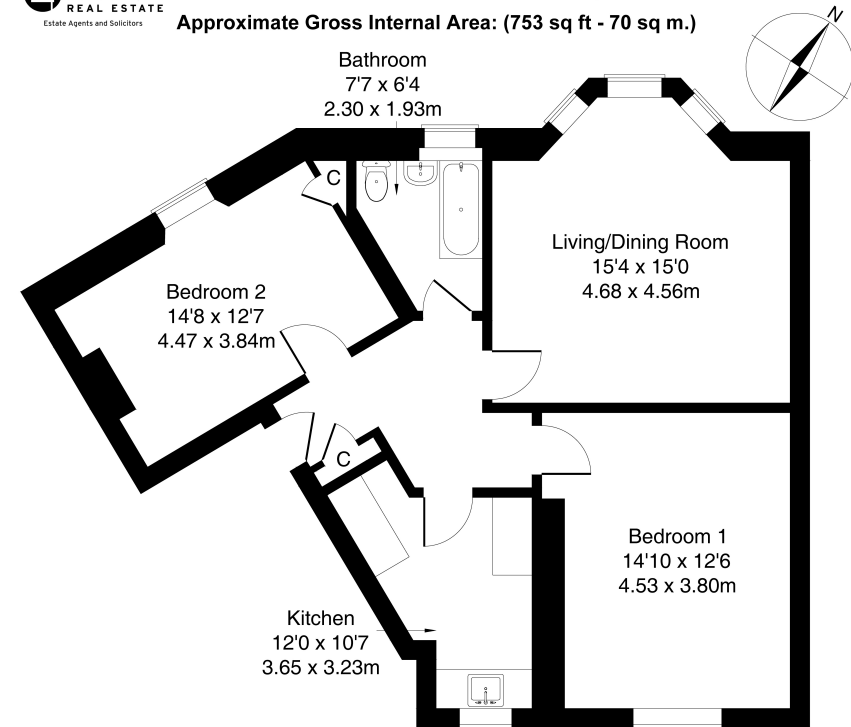 REAL ESTATE
Estate Agents and Solicitors
Approximate Gross Internal Area: (753 sq ft - 70 sq m.)
N
Bathroom
7'7 x 6'4
2.30 x 1.93m
C
Living/Dining Room
15'4 x 15'0
4.68 x 4.56m
Bedroom 2
14'8 x 12'7
4.47 x 3.84m
C
Bedroom 1
14'10 x 12'6
4.53 x 3.80m
Kitchen
12'0 x 10'7
3.65 x 3.23m